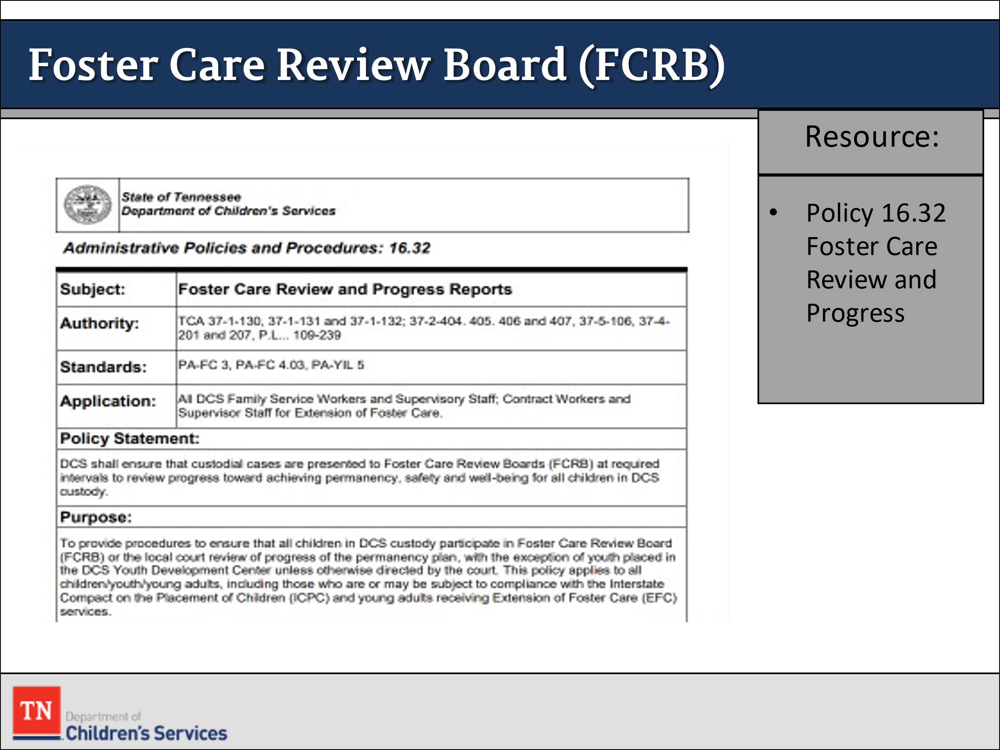 Foster Care Review Board (FCRB)
Resource:
• Policy 16.32
Foster Care
Review and
Progress
State of Tennessee
Department of Children's Services
Administrative Policies and Procedures: 16.32
Subject: Foster Care Review and Progress Reports
Authority: TCA 37-1-130, 37-1-131 and 37-1-132; 37-2-404. 405. 406 and 407, 37-5-106, 37-4-
201 and 207, P.L... 109-239
Standards: PA-FC 3, PA-FC 4.03, PA-YIL 5
Application: All DCS Family Service Workers and Supervisory Staff; Contract Workers and
Supervisor Staff for Extension of Foster Care.
Policy Statement:
DCS shall ensure that custodial cases are presented to Foster Care Review Boards (FCRB) at required
intervals to review progress toward achieving permanency, safety and well-being for all children in DCS
custody.
Purpose:
To provide procedures to ensure that all children in DCS custody participate in Foster Care Review Board
(FCRB) or the local court review of progress of the permanency plan, with the exception of youth placed in
the DCS Youth Development Center unless otherwise directed by the court. This policy applies to all
children/youth/young adults, including those who are or may be subject to compliance with the Interstate
Compact on the Placement of Children (ICPC) and young adults receiving Extension of Foster Care (EFC)
services.
TN
Department of
Children's Services